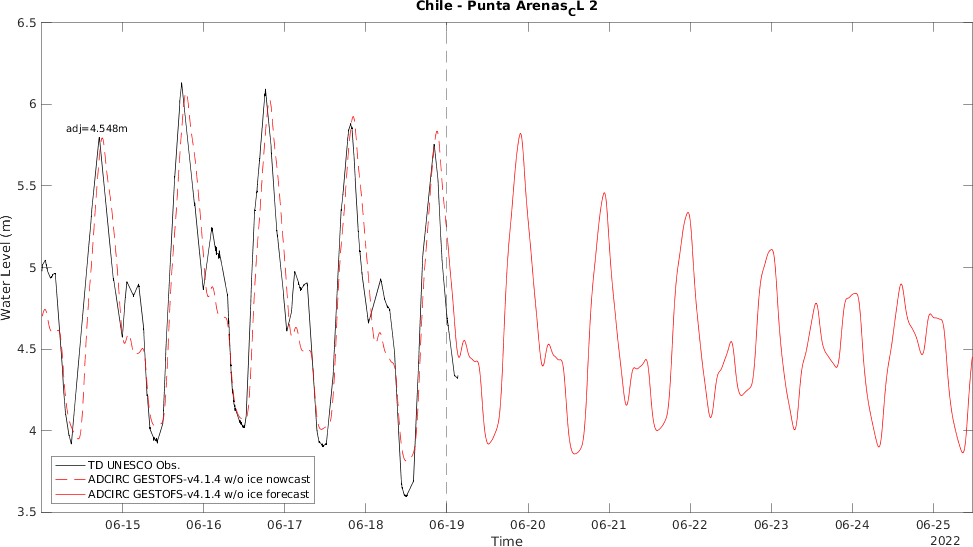 Chile - Punta Arenas_CL 2
6.5
6
5.5
5
4.5
4
3.5
Water Level (m)
adj=4.548m
TD UNESCO Obs.
ADCIRC GESTOFS-v4.1.4 w/o ice nowcast
ADCIRC GESTOFS-v4.1.4 w/o ice forecast
06-15 06-16 06-17 06-18 06-19 06-20 06-21 06-22 06-23 06-24 06-25
Time
2022